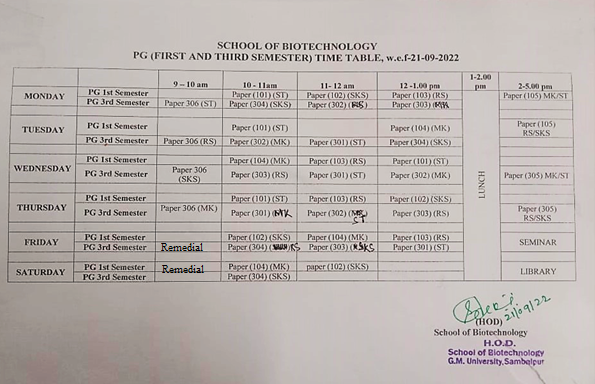 SCHOOL OF BIOTECHNOLOGY
PG (FIRST AND THIRD SEMESTER) TIME TABLE, w.e.f-21-09-2022
9 – 10 am 10 – 11am 11- 12 am 12 -1.00 pm 1-2.00 pm 2-5.00 pm
MONDAY PG 1st Semester Paper (101) (ST) Paper (102) (SKS) Paper (103) (RS) Paper (105) MK/ST
PG 3rd Semester Paper 306 (ST) Paper (304) (SKS) Paper (302) (RS) Paper (303) (MK
TUESDAY PG 1st Semester Paper (101) (ST) Paper (104) (MK) Paper (105) RS/SKS
PG 3rd Semester Paper 306 (RS) Paper (302) (MK) Paper (301) (ST) Paper (304) (SKS)
WEDNESDAY PG 1st Semester Paper (104) (MK) Paper (103) (RS) Paper (101) (ST)
PG 3rd Semester Paper 306 (SKS) Paper (303) (RS) Paper (301) (ST) Paper (302) (MK) Paper (305) MK/ST
LUNCH
THURSDAY PG 1st Semester Paper (101) (ST) Paper (103) (RS) Paper (102) (SKS)
PG 3rd Semester Paper 306 (MK) Paper (301) (MK Paper (302) ST Paper (303) (RS) Paper (305) RS/SKS
FRIDAY PG 1st Semester Paper (102) (SKS) Paper (104) (MK) Paper (103) (RS) SEMINAR
PG 3rd Semester Remedial Paper (304) RS Paper (303) SKS Paper (301) (ST)
SATURDAY PG 1st Semester Remedial Paper (104) (MK) paper (102) (SKS) LIBRARY
PG 3rd Semester Paper (304) (SKS)
21/09/22
(HOD)
School of Biotechnology
H.O.D.
School of Biotechnology
G.M. University, Sambalpur